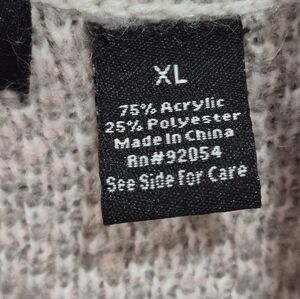 XL
75% Acrylic
25% Polyester
Made In China
Rn#92054
See Side For Care